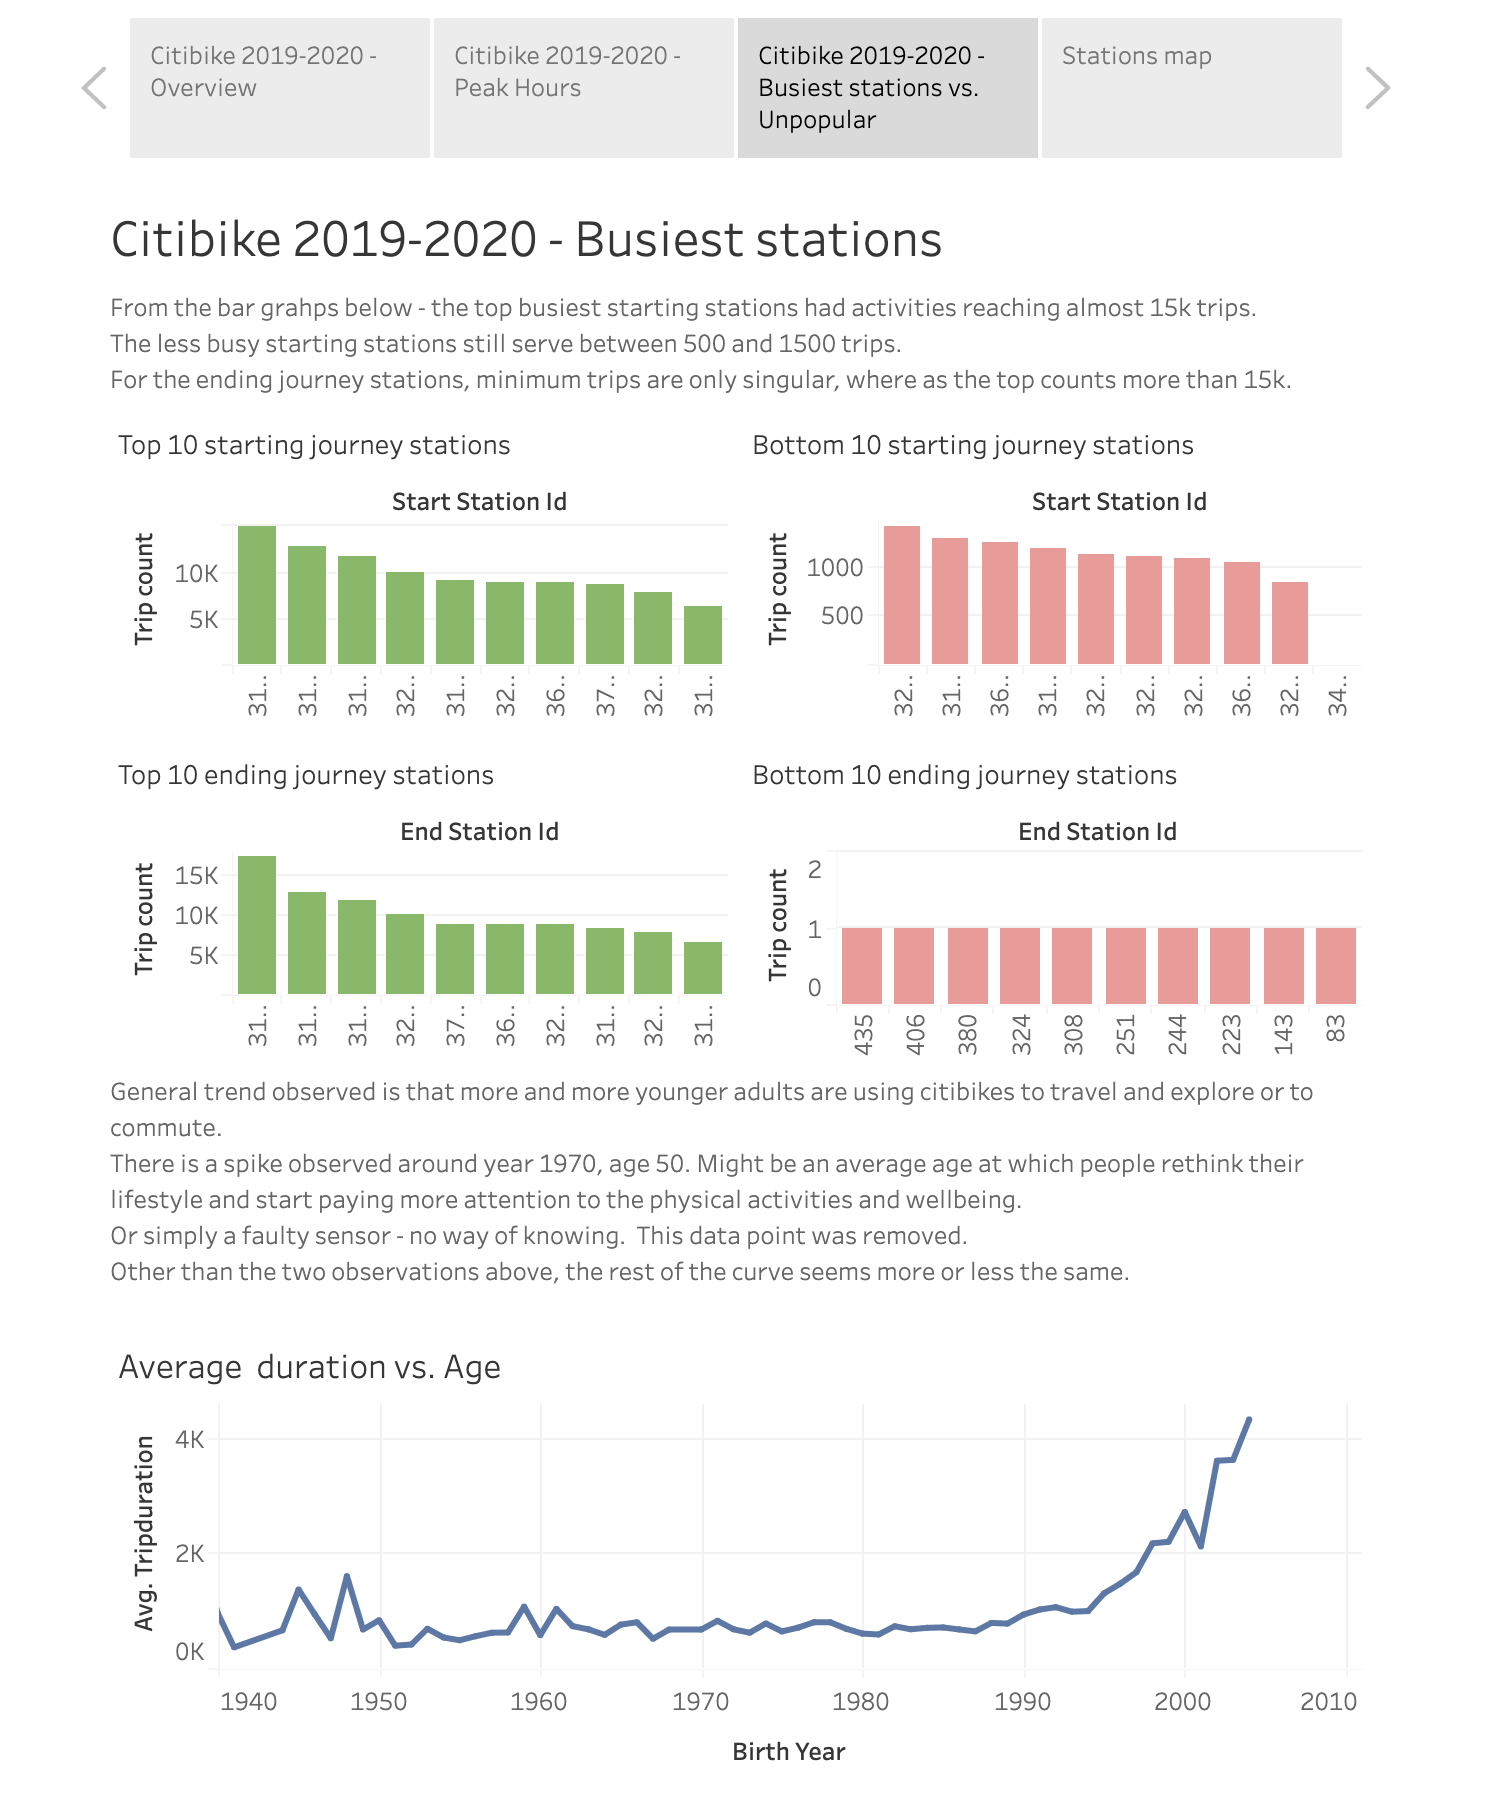 Citibike 2019-2020 -
Overview
Citibike 2019-2020 -
Peak Hours
Citibike 2019-2020 -
Busiest stations vs.
Unpopular
Stations map
Citibike 2019-2020 - Busiest stations
From the bar grahps below - the top busiest starting stations had activities reaching almost 15k trips.
The less busy starting stations still serve between 500 and 1500 trips.
For the ending journey stations, minimum trips are only singular, where as the top counts more than 15k.
Top 10 starting journey stations
Start Station Id
Trip count
10K
5K
31..
31..
31..
32..
31..
32..
36..
37..
32..
31..
Bottom 10 starting journey stations
Start Station Id
Trip count
1000
500
32..
31..
36..
31..
32..
32..
32..
36..
32..
34..
Top 10 ending journey stations
End Station Id
Trip count
15K
10K
5K
31..
31..
31..
32..
37..
36..
32..
31..
32..
31..
Bottom 10 ending journey stations
End Station Id
Trip count
2
1
0
435
406
380
324
308
251
244
223
143
83
General trend observed is that more and more younger adults are using citibikes to travel and explore or to
commute.
There is a spike observed around year 1970, age 50. Might be an average age at which people rethink their
lifestyle and start paying more attention to the physical activities and wellbeing.
Or simply a faulty sensor - no way of knowing.  This data point was removed.
Other than the two observations above, the rest of the curve seems more or less the same.
Average  duration vs. Age
Avg. Tripduration
4K
2K
0K
1940
1950
1960
1970
1980
1990
2000
2010
Birth Year